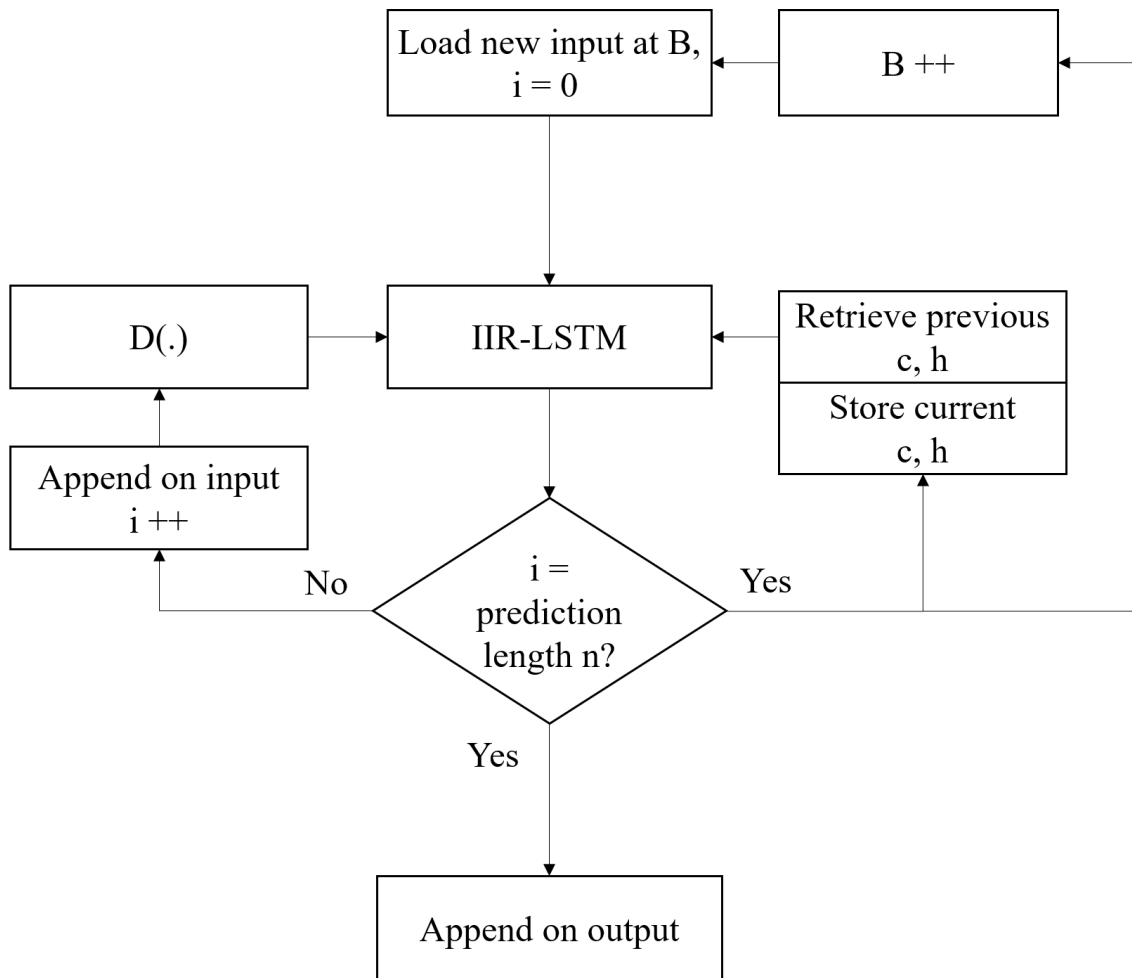 Load new input at B,
i = 0
B ++
D(.)
IIR-LSTM
Retrieve previous
c, h
Store current
c, h
Append on input
i ++
No
i =
prediction
length n?
Yes
Yes
Append on output